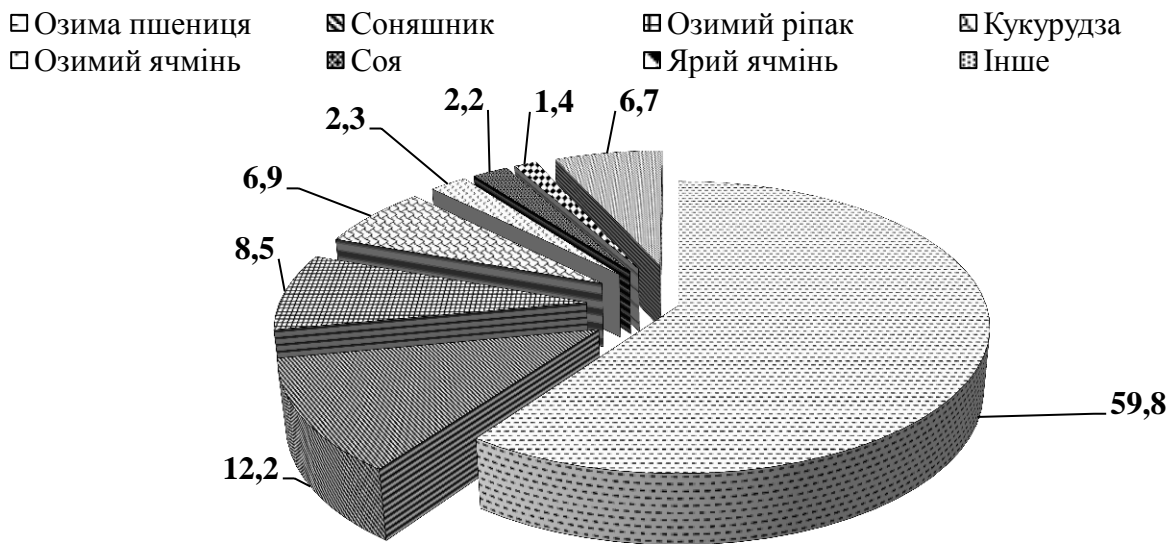 Озима пшениця Соняшник Озимий ріпак Кукурудза
Озимий ячмінь Соя Ярий ячмінь Інше
2,2 1,4 6,7
2,3
6,9
8,5
59,8
12,2